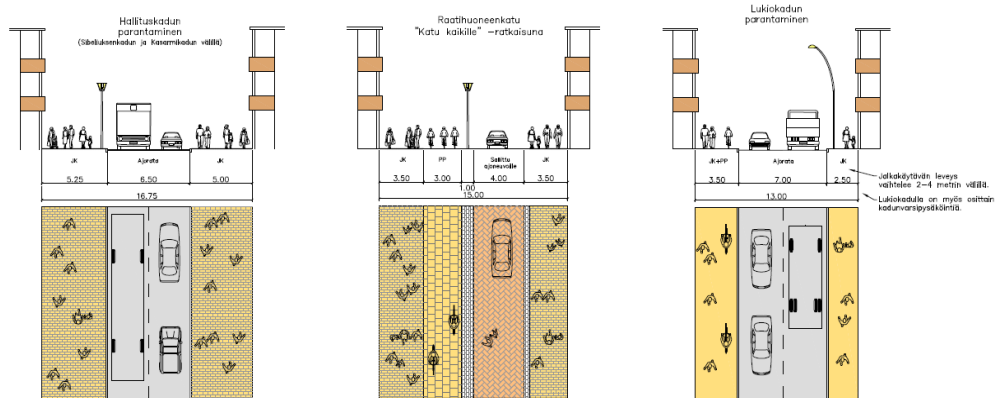 Hallituskadun
parantaminen
(Sibeliuksenkadun ja Kasarmikadun välillä)
JK
Ajorata
JK
5.25
6.50
5.00
16.75
Raatihuoneenkatu
"Katu kaikille" -ratkaisuna
JK
PP
Sallittu
ajoneuvoille
JK
3.50
3.00
4.00
3.50
1.00
15.00
Lukiokadun
parantaminen
JK+PP
Ajorata
JK
3.50
7.00
2.50
13.00
Jalkakäytävän leveys
vaihtelee 2-4 metrin välillä.
Lukiokadulla on myös osittain
kadunvarsipysäköintiä.